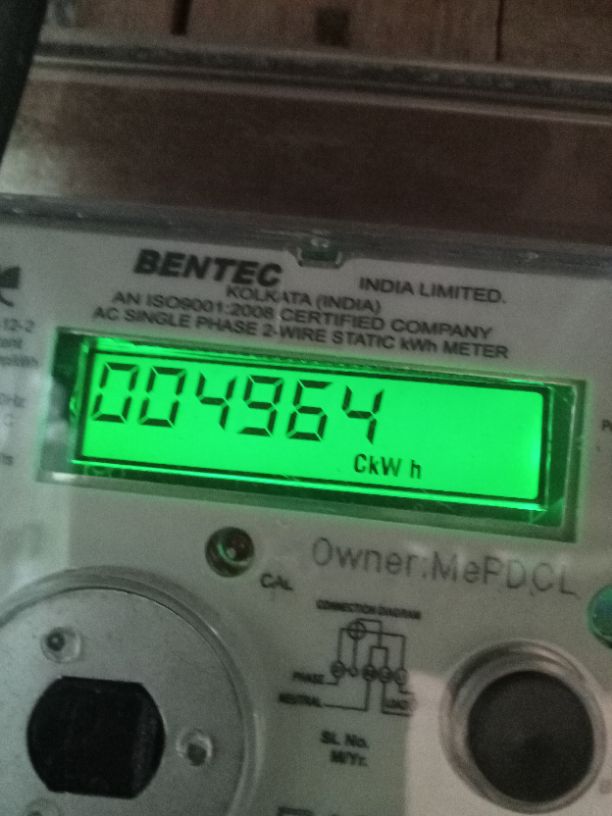 BENTEC
INDIA LIMITED.
KOLKATA (INDIA)
AN ISO9001:2008 CERTIFIED COMPANY
AC SINGLE PHASE 2-WIRE STATIC kWh METER
004964
CkW h
CAL
Owner:MePDCL
CONNECTION DIAGRAM
PHASE
NEUTRAL
LOAD
SL. No.
M/Yr.